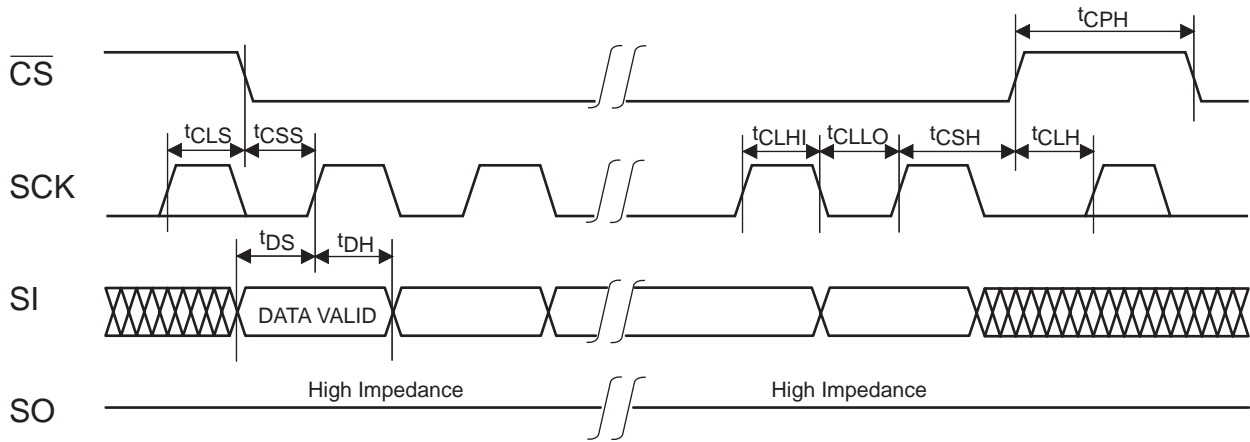 tCPH
CS
tCLS
tCSS
tCLHI
tCLLO
tCSH
tCLH
SCK
tDS
tDH
SI
DATA VALID
High Impedance
High Impedance
SO